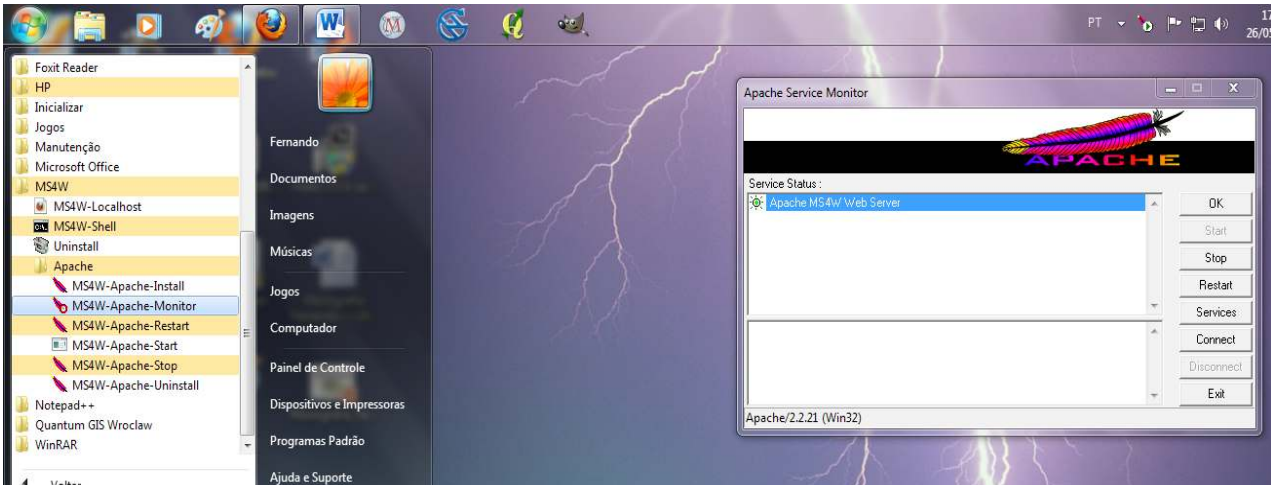 PT
17
26/05
Foxit Reader
HP
Inicializar
Jogos
Manutenção
Microsoft Office
MS4W
MS4W-Localhost
MS4W-Shell
Uninstall
Apache
MS4W-Apache-Install
MS4W-Apache-Monitor
MS4W-Apache-Restart
MS4W-Apache-Start
MS4W-Apache-Stop
MS4W-Apache-Uninstall
Notepad++
Quantum GIS Wroclaw
WinRAR
Voltar
Fernando
Documentos
Imagens
Músicas
Jogos
Computador
Painel de Controle
Dispositivos e Impressoras
Programas Padrão
Ajuda e Suporte
Apache Service Monitor
APACHE
Service Status :
Apache MS4W Web Server
OK
Start
Stop
Restart
Services
Connect
Disconnect
Exit
Apache/2.2.21 (Win32)